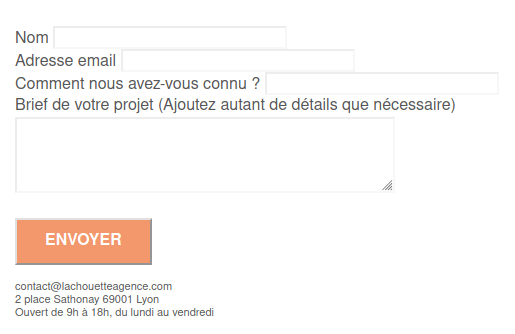 Nom
Adresse email
Comment nous avez-vous connu ?
Brief de votre projet (Ajoutez autant de détails que nécessaire)
ENVOYER
contact@lachouetteagence.com
2 place Sathonay 69001 Lyon
Ouvert de 9h à 18h, du lundi au vendredi